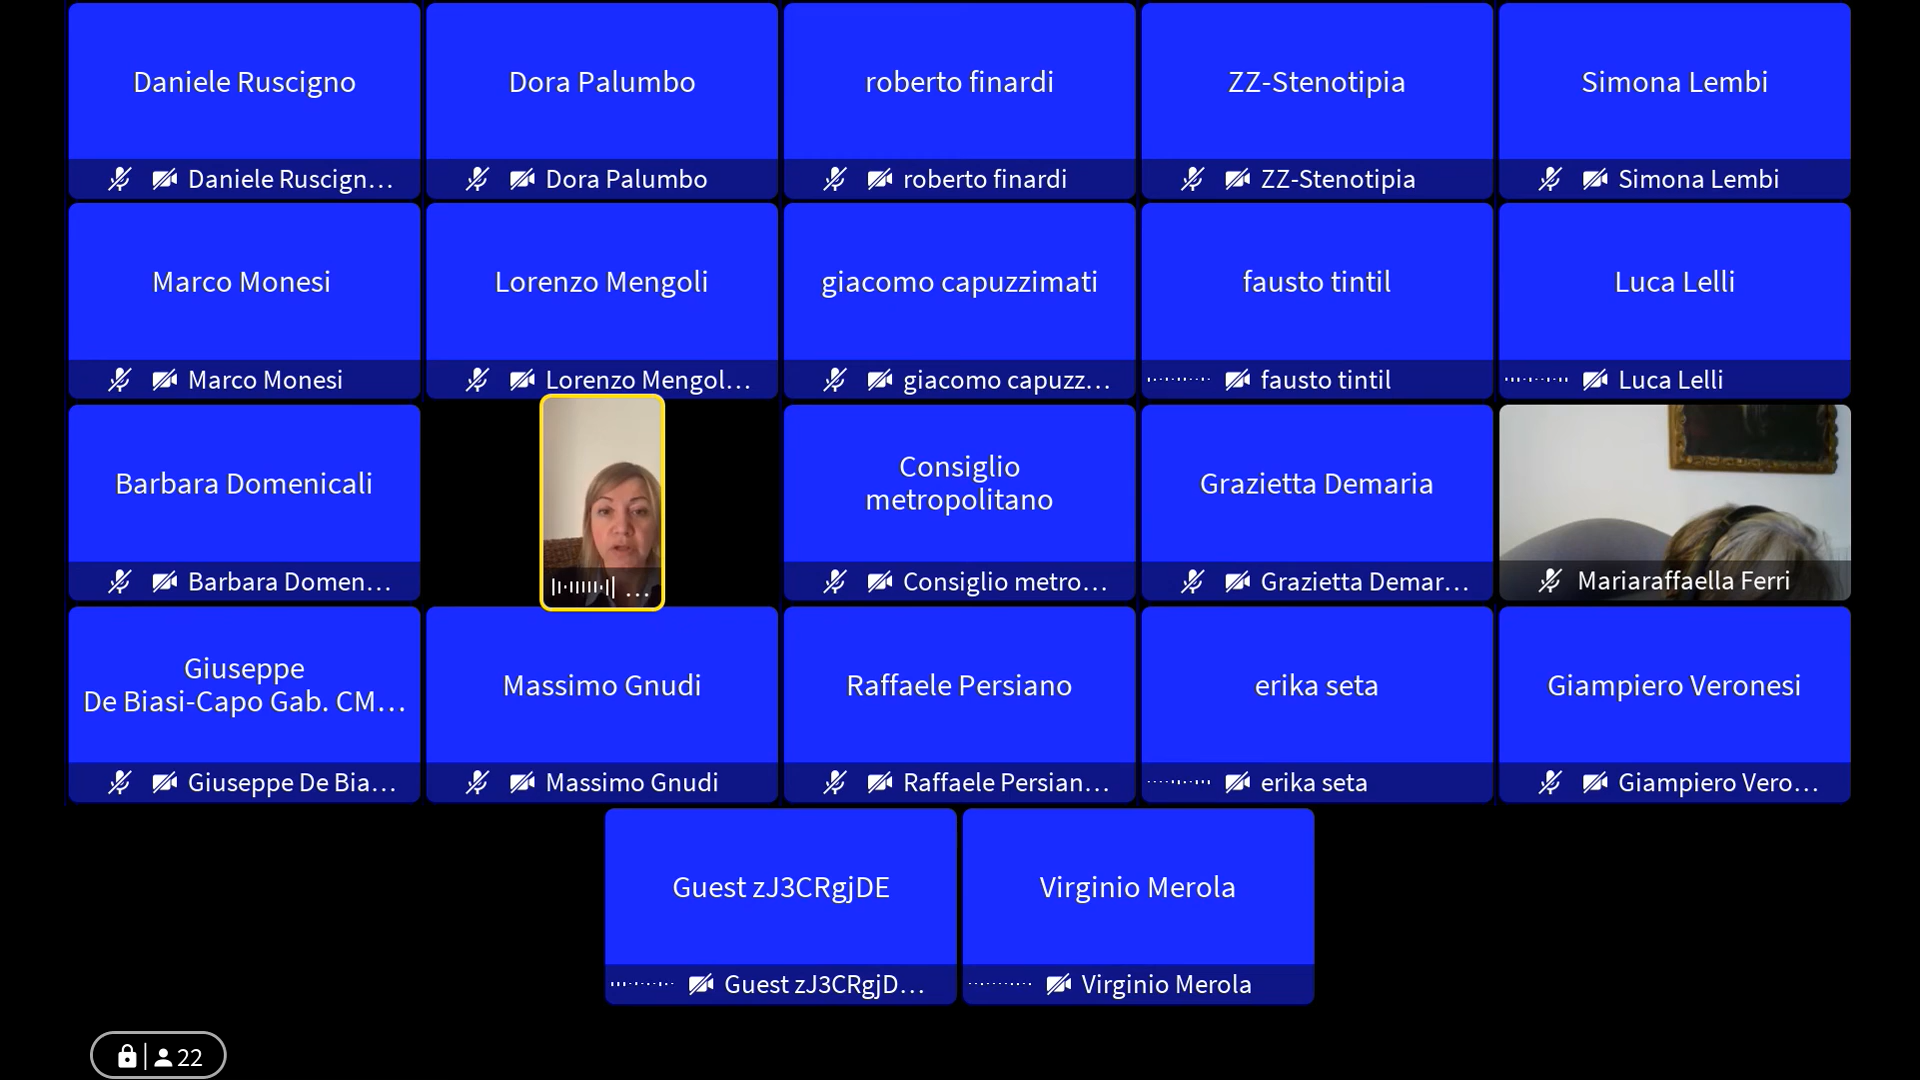 Daniele Ruscigno
Dora Palumbo
roberto finardi
ZZ-Stenotipia
Simona Lembi
Daniele Ruscign...
Dora Palumbo
roberto finardi
ZZ-Stenotipia
Simona Lembi
Marco Monesi
Lorenzo Mengoli
giacomo capuzzimati
fausto tintil
Luca Lelli
Marco Monesi
Lorenzo Mengol...
giacomo capuzz...
fausto tintil
Luca Lelli
Barbara Domenicali
Consiglio
metropolitano
Grazietta Demaria
Barbara Domen...
...
Consiglio metro...
Grazietta Demar...
Mariaraffaella Ferri
Giuseppe
De Biasi-Capo Gab. CM...
Massimo Gnudi
Raffaele Persiano
erika seta
Giampiero Veronesi
Giuseppe De Bia...
Massimo Gnudi
Raffaele Persian...
erika seta
Giampiero Vero...
Guest zJ3CRgjDE
Virginio Merola
Guest zJ3CRgjD...
Virginio Merola
22